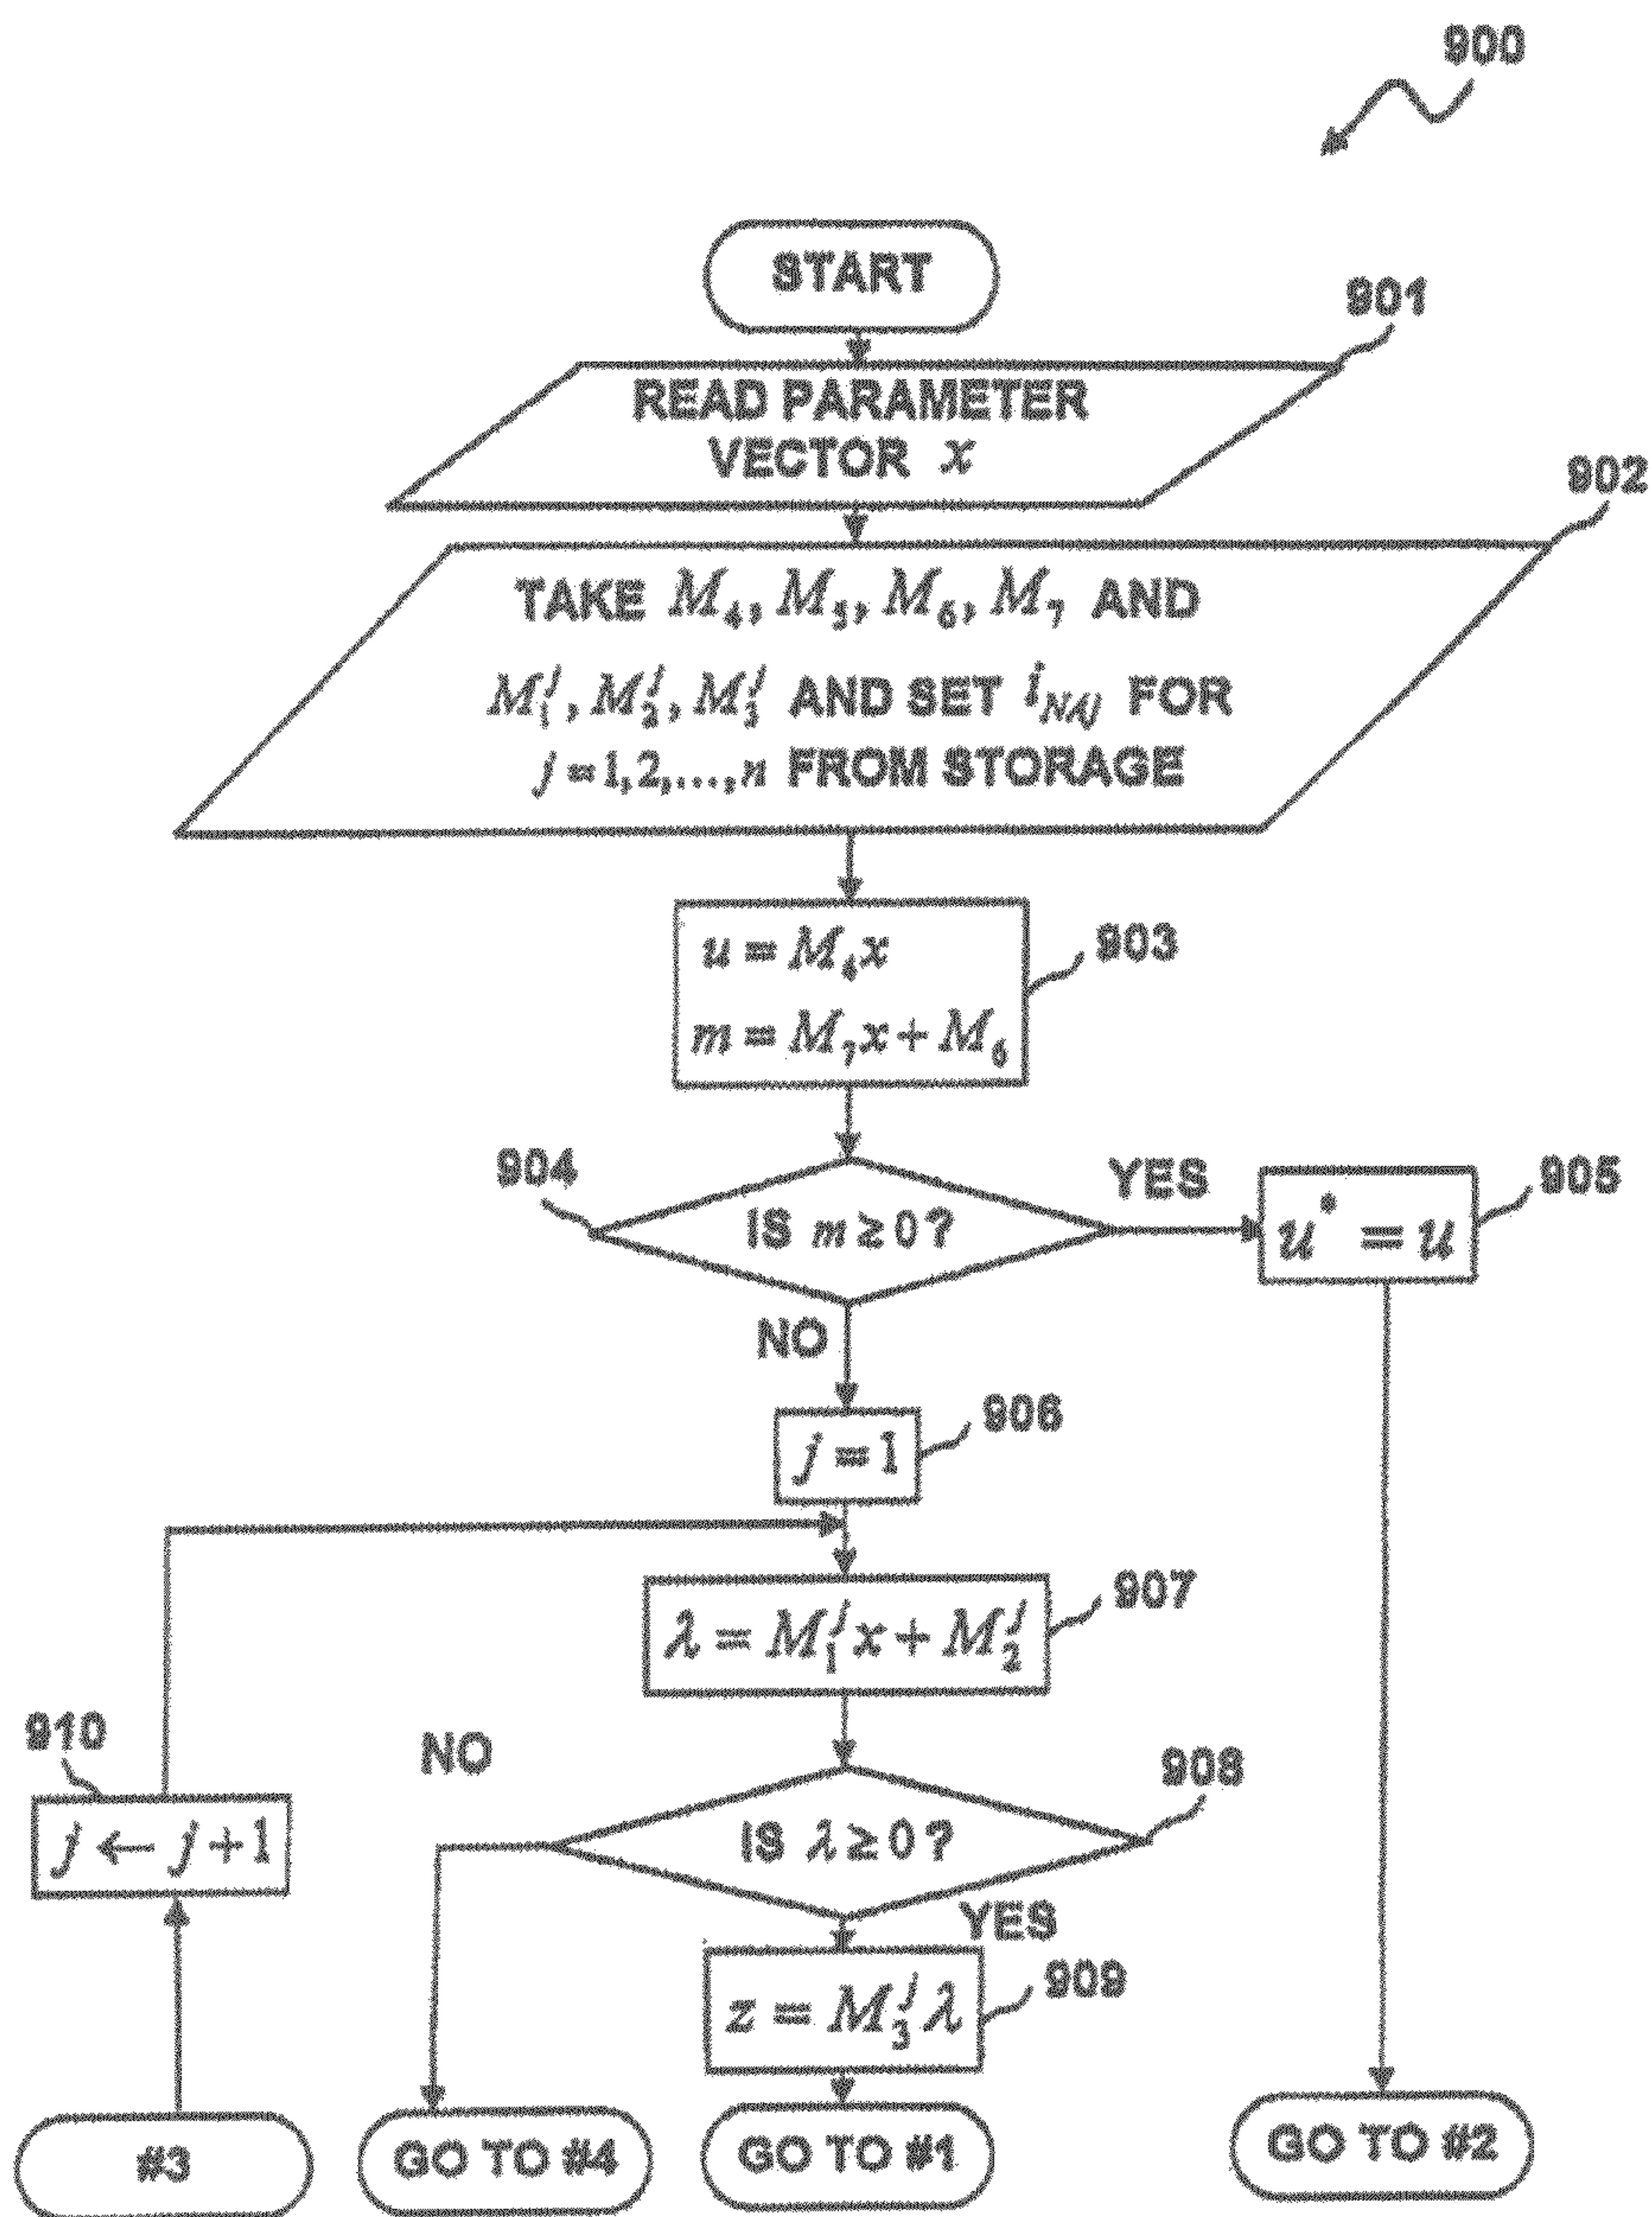 900
START
901
READ PARAMETER
VECTOR x
902
TAKE M₄, M₅, M₆, M₇ AND
M₁ʲ, M₂ʲ, M₃ʲ AND SET i_NAj FOR
j = 1, 2, ..., n FROM STORAGE
u = M₄x
903
m = M₇x + M₆
904
YES
905
IS m ≥ 0 ?
u* = u
NO
906
j = 1
907
λ = M₁ʲx + M₂ʲ
910
NO
908
j ← j + 1
IS λ ≥ 0 ?
YES
909
z = M₃ʲλ
#3
GO TO #4
GO TO #1
GO TO #2